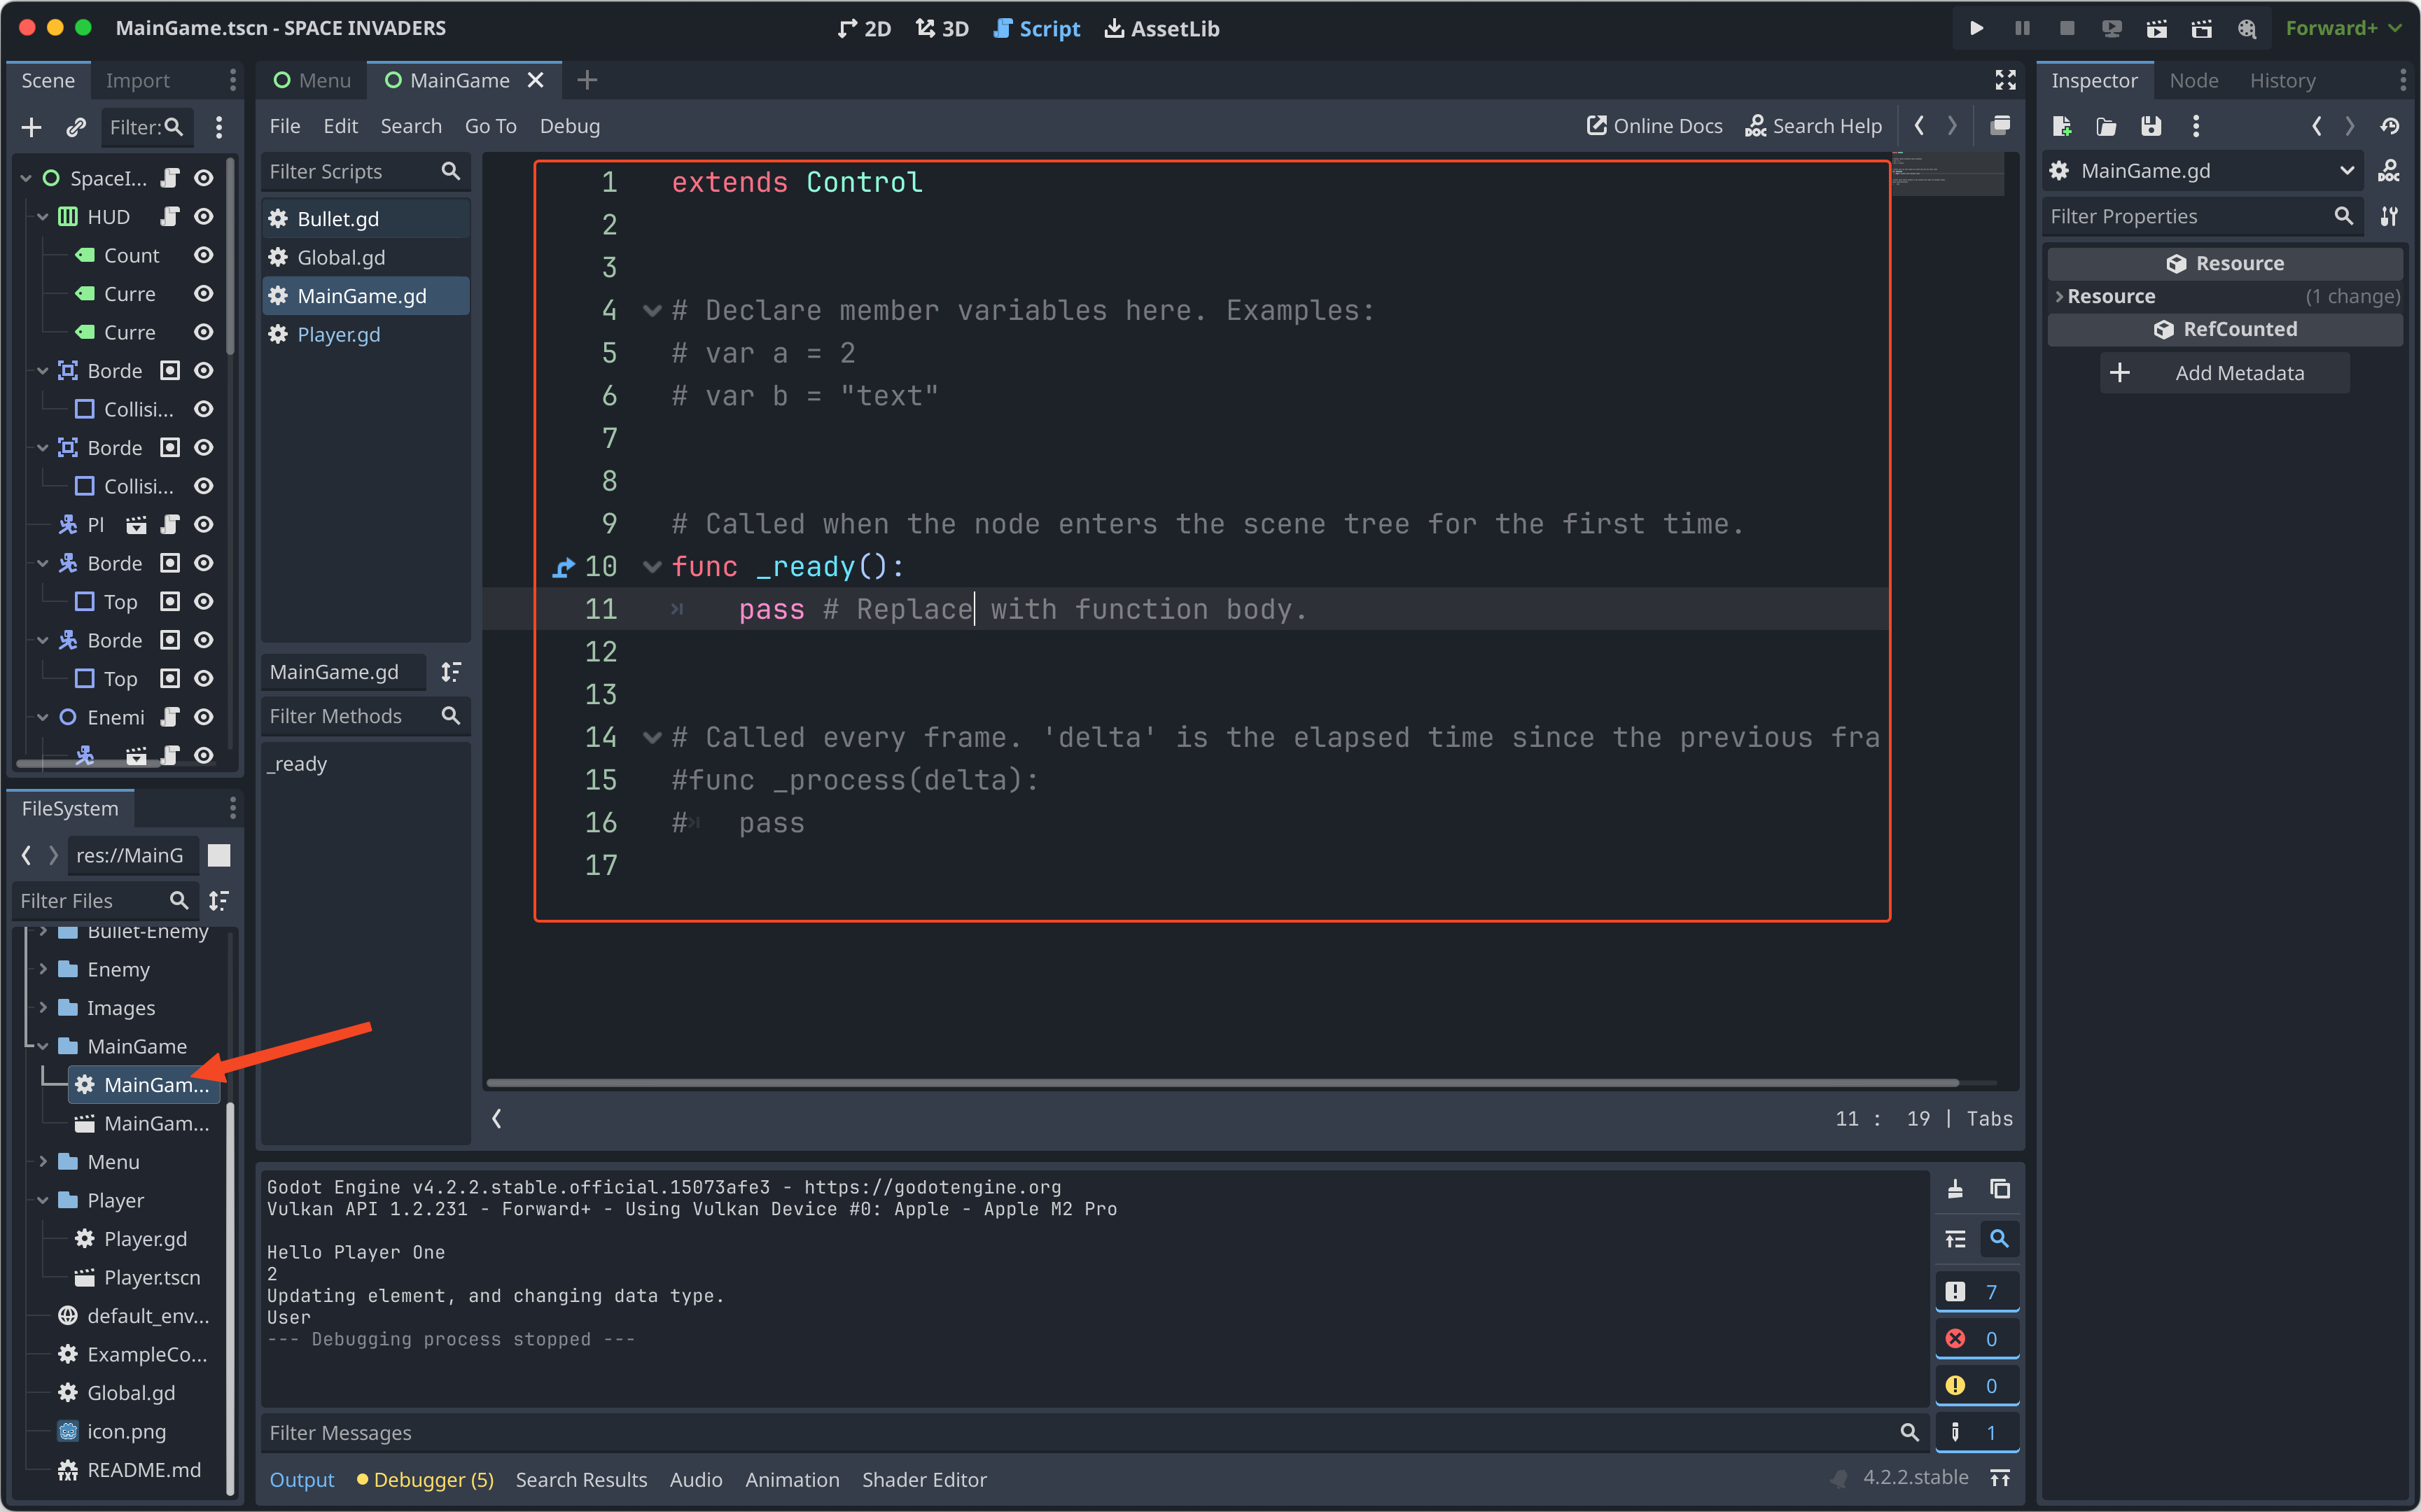 MainGame.tscn - SPACE INVADERS
2D 3D Script AssetLib
Forward+
Scene Import
Filter:
SpaceI...
HUD
Count
Curre
Curre
Borde
Collisi...
Borde
Collisi...
Pl
Borde
Top
Borde
Top
Enemi
FileSystem
res://MainG
Filter Files
Bullet-Enemy
Enemy
Images
MainGame
MainGam...
MainGam...
Menu
Player
Player.gd
Player.tscn
default_env...
ExampleCo...
Global.gd
icon.png
README.md
Menu MainGame
File Edit Search Go To Debug
Online Docs Search Help
Filter Scripts
Bullet.gd
Global.gd
MainGame.gd
Player.gd
MainGame.gd
Filter Methods
_ready
1 extends Control
2
3
4 # Declare member variables here. Examples:
5 # var a = 2
6 # var b = "text"
7
8
9 # Called when the node enters the scene tree for the first time.
10 func _ready():
11 pass # Replace with function body.
12
13
14 # Called every frame. 'delta' is the elapsed time since the previous fra
15 #func _process(delta):
16 # pass
17
11 : 19 | Tabs
Godot Engine v4.2.2.stable.official.15073afe3 - https://godotengine.org
Vulkan API 1.2.231 - Forward+ - Using Vulkan Device #0: Apple - Apple M2 Pro
Hello Player One
2
Updating element, and changing data type.
User
--- Debugging process stopped ---
7
0
0
1
Filter Messages
Output Debugger (5) Search Results Audio Animation Shader Editor
4.2.2.stable
Inspector Node History
MainGame.gd
DOC
Filter Properties
Resource
Resource (1 change)
RefCounted
Add Metadata